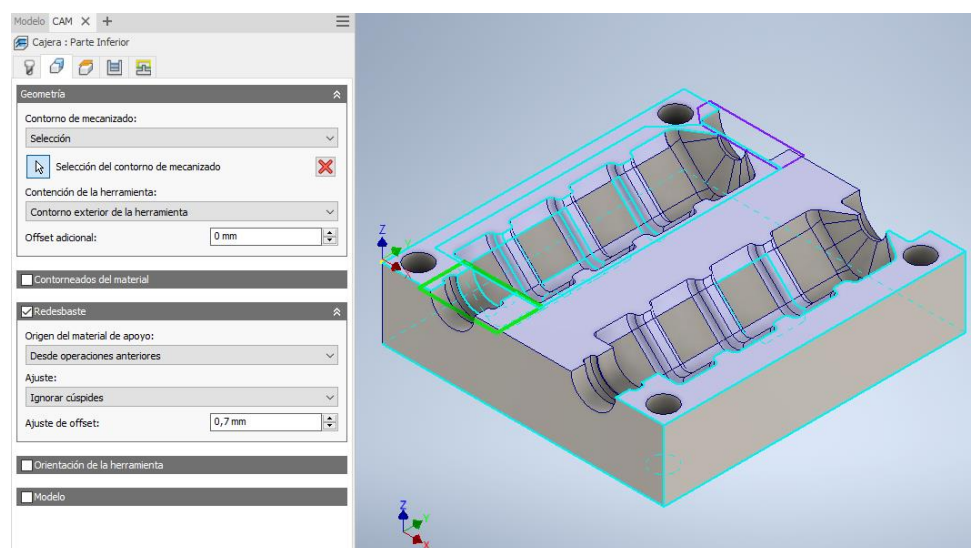 Modelo CAM X +
Cajera : Parte Inferior
Geometría
Contorno de mecanizado:
Selección
Selección del contorno de mecanizado
Contención de la herramienta:
Contorno exterior de la herramienta
Offset adicional: 0 mm
Contorneados del material
Redesbaste
Origen del material de apoyo:
Desde operaciones anteriores
Ajuste:
Ignorar cúspides
Ajuste de offset: 0,7 mm
Orientación de la herramienta
Modelo
Z
Y
X
Z
Y
X